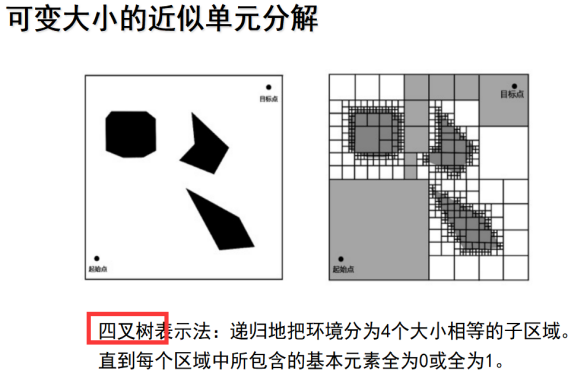 可变大小的近似单元分解
目标点
起始点
目标点
起始点
四叉树表示法：递归地把环境分为4个大小相等的子区域。
直到每个区域中所包含的基本元素全为0或全为1。